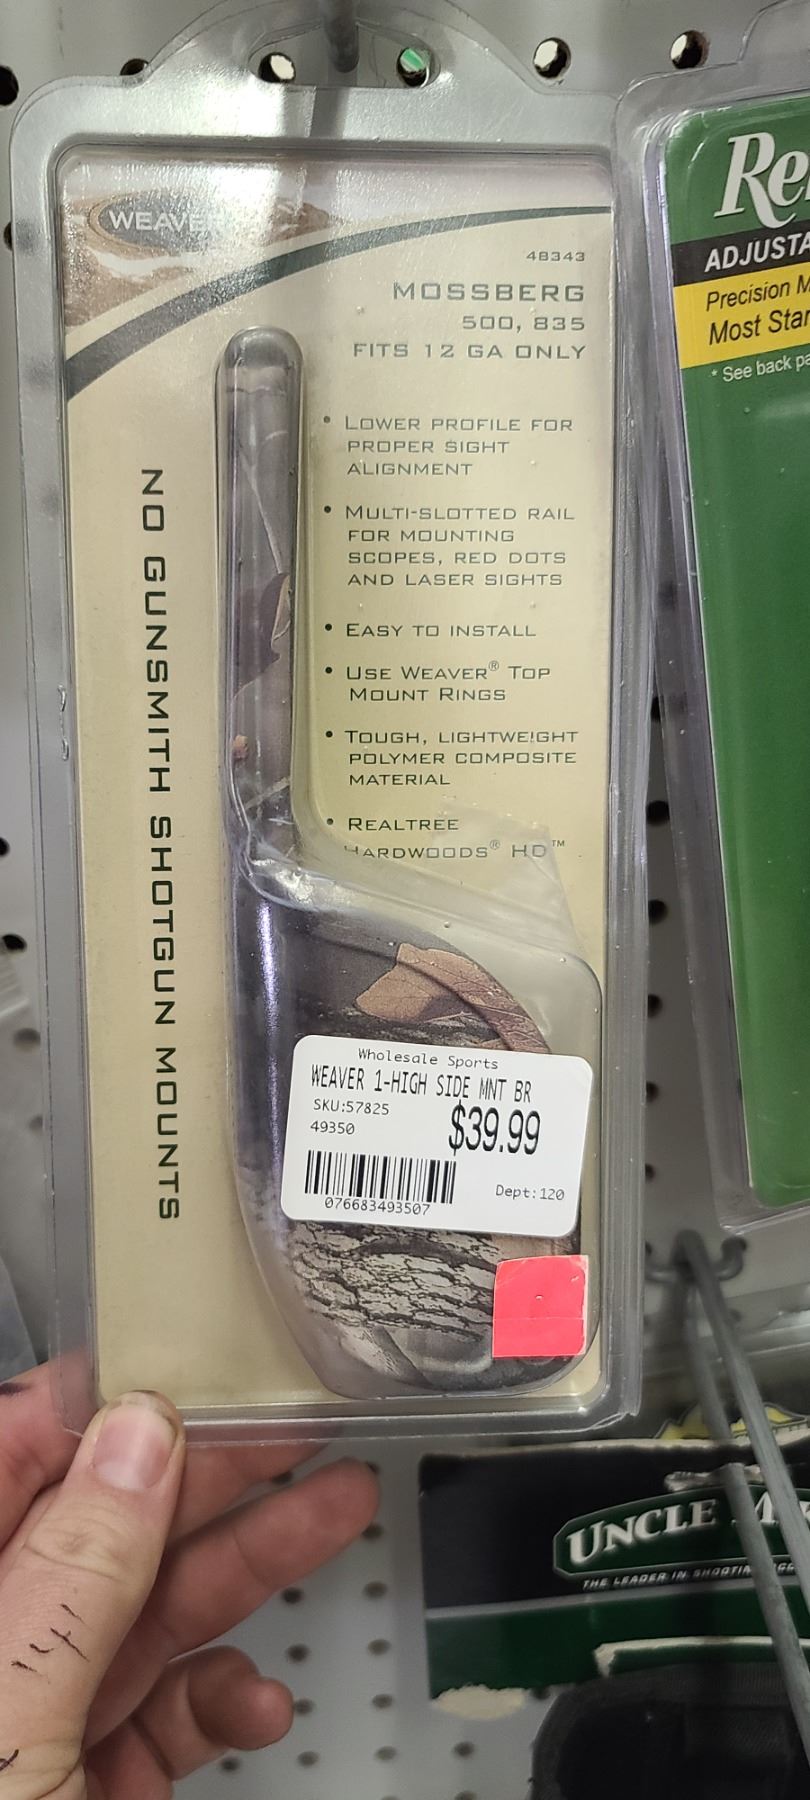 WEAVE
48343
MOSSBERG
500, 835
FITS 12 GA ONLY
• LOWER PROFILE FOR
PROPER SIGHT
ALIGNMENT
• MULTI-SLOTTED RAIL
FOR MOUNTING
SCOPES, RED DOTS
AND LASER SIGHTS
• EASY TO INSTALL
• USE WEAVER® TOP
MOUNT RINGS
• TOUGH, LIGHTWEIGHT
POLYMER COMPOSITE
MATERIAL
• REALTREE
HARDWOODS® HD™
NO GUNSMITH SHOTGUN MOUNTS
Wholesale Sports
WEAVER 1-HIGH SIDE MNT BR
SKU:57825
$39.99
49350
Dept:120
076683493507
Re
ADJUSTA
Precision M
Most Star
* See back pa
UNCLE M
THE LEADER IN SHOOTIN